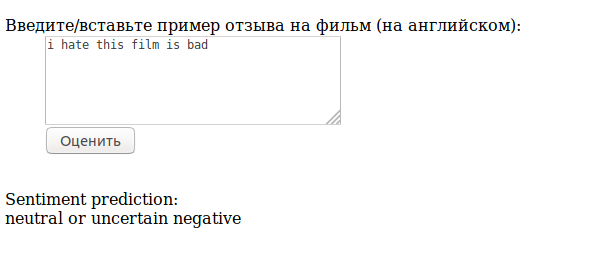 Введите/вставьте пример отзыва на фильм (на английском):
i hate this film is bad
Оценить
Sentiment prediction:
neutral or uncertain negative